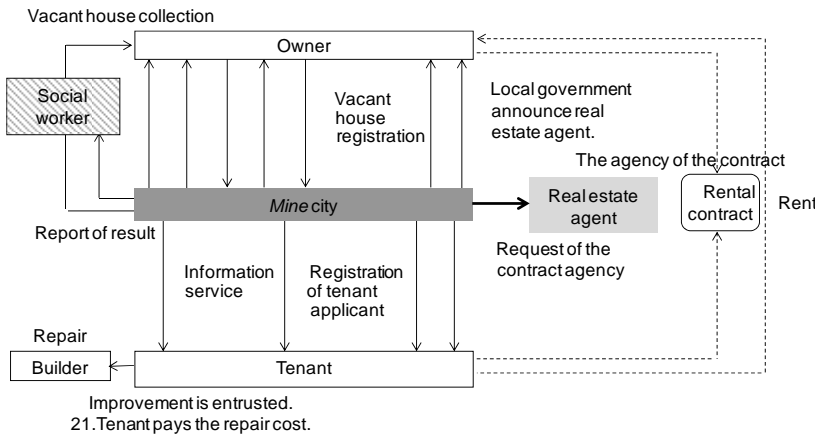 Vacant house collection
Owner
Social
worker
Vacant
house
registration
Local government
announce real
estate agent.
The agency of the contract
Mine city
Real estate
agent
Rental
contract
Rent
Report of result
Information
service
Registration
of tenant
applicant
Request of the
contract agency
Repair
Builder
Tenant
Improvement is entrusted.
21.Tenant pays the repair cost.